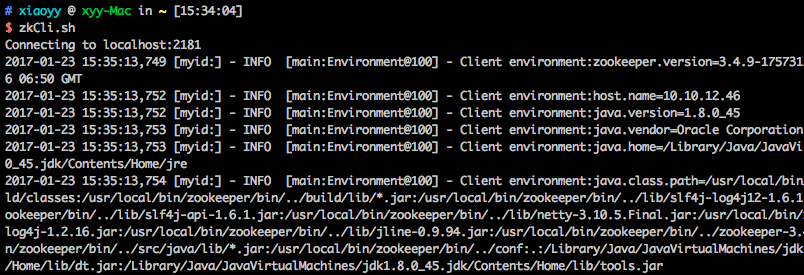 # xiaoyy @ xyy-Mac in ~ [15:34:04]
$ zkCli.sh
Connecting to localhost:2181
2017-01-23 15:35:13,749 [myid:] - INFO  [main:Environment@100] - Client environment:zookeeper.version=3.4.9-175731
6 06:50 GMT
2017-01-23 15:35:13,752 [myid:] - INFO  [main:Environment@100] - Client environment:host.name=10.10.12.46
2017-01-23 15:35:13,752 [myid:] - INFO  [main:Environment@100] - Client environment:java.version=1.8.0_45
2017-01-23 15:35:13,753 [myid:] - INFO  [main:Environment@100] - Client environment:java.vendor=Oracle Corporation
2017-01-23 15:35:13,753 [myid:] - INFO  [main:Environment@100] - Client environment:java.home=/Library/Java/JavaVi
0_45.jdk/Contents/Home/jre
2017-01-23 15:35:13,754 [myid:] - INFO  [main:Environment@100] - Client environment:java.class.path=/usr/local/bin
ld/classes:/usr/local/bin/zookeeper/bin/../build/lib/*.jar:/usr/local/bin/zookeeper/bin/../lib/slf4j-log4j12-1.6.1
ookeeper/bin/../lib/slf4j-api-1.6.1.jar:/usr/local/bin/zookeeper/bin/../lib/netty-3.10.5.Final.jar:/usr/local/bin/
log4j-1.2.16.jar:/usr/local/bin/zookeeper/bin/../lib/jline-0.9.94.jar:/usr/local/bin/zookeeper/bin/../zookeeper-3.
n/zookeeper/bin/../src/java/lib/*.jar:/usr/local/bin/zookeeper/bin/../conf:.:/Library/Java/JavaVirtualMachines/jdk
/Home/lib/dt.jar:/Library/Java/JavaVirtualMachines/jdk1.8.0_45.jdk/Contents/Home/lib/tools.jar